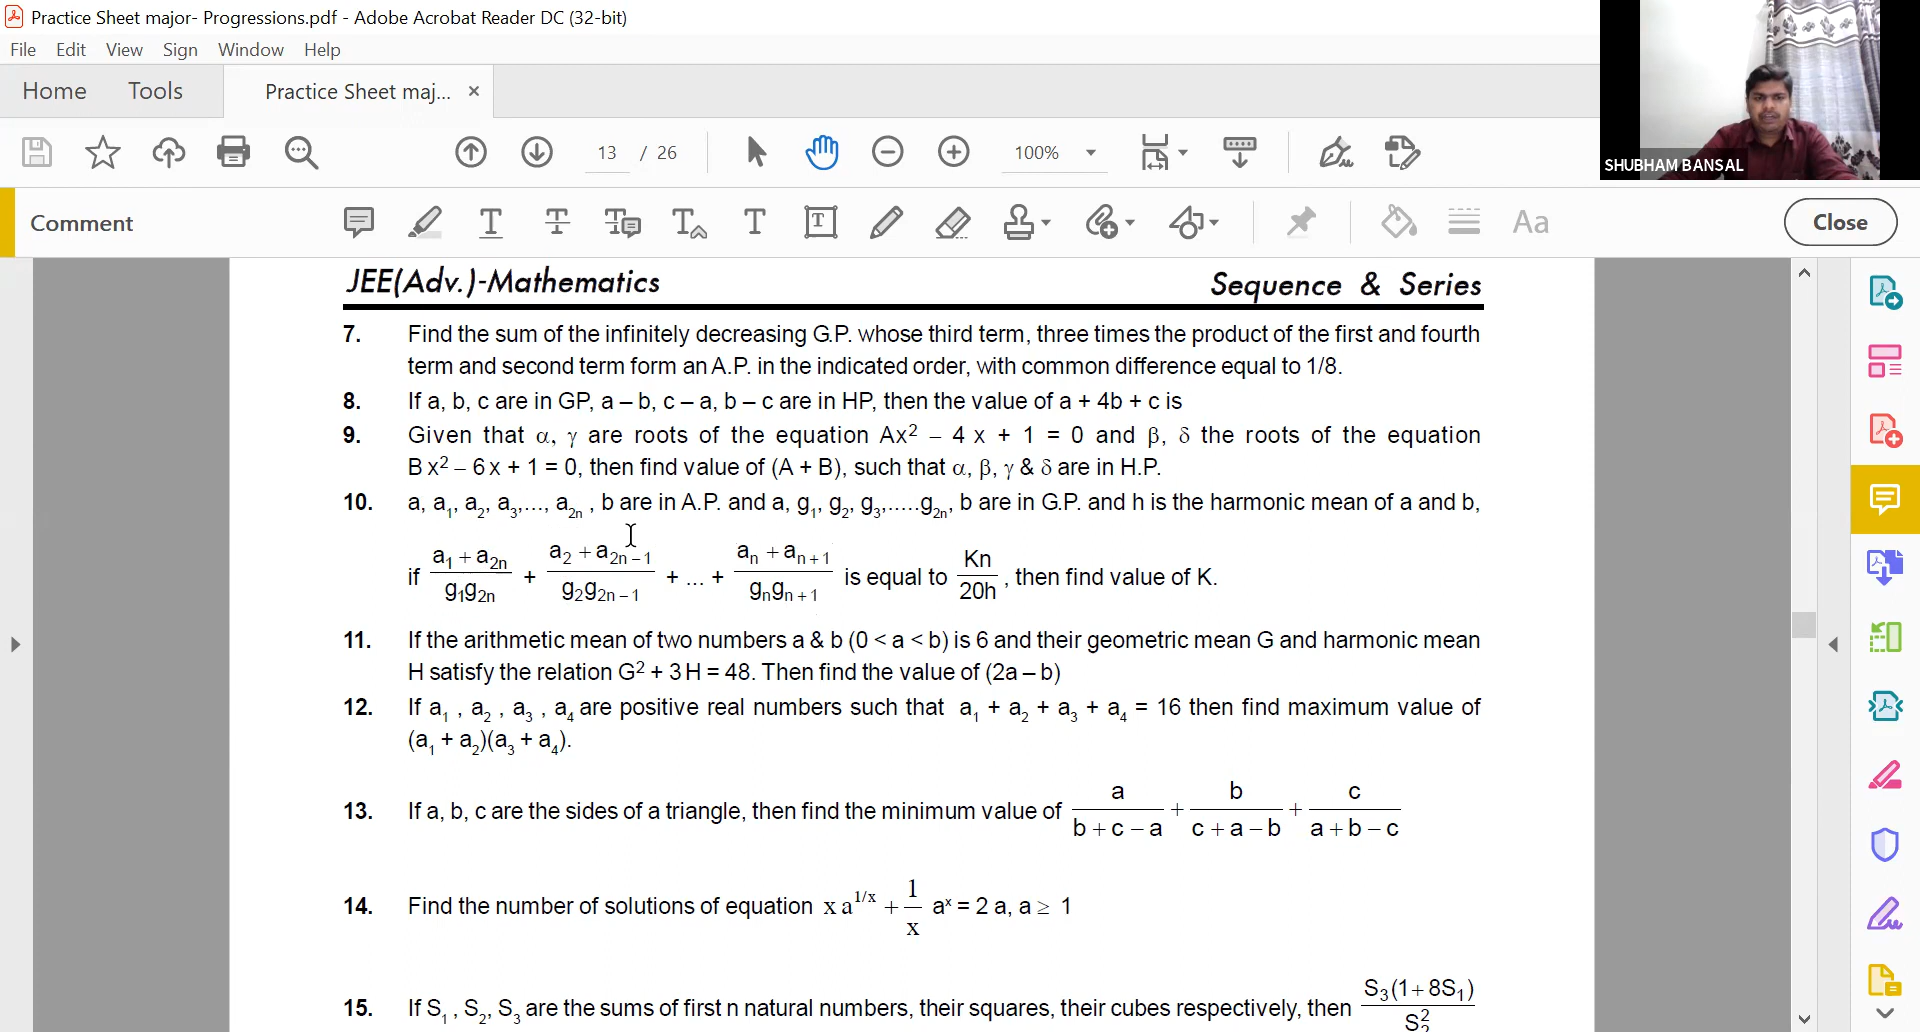 Practice Sheet major- Progressions.pdf - Adobe Acrobat Reader DC (32-bit)
File Edit View Sign Window Help
Home Tools Practice Sheet maj... ×
13 / 26 100%
SHUBHAM BANSAL
Comment Aa Close
JEE(Adv.)-Mathematics Sequence & Series
7. Find the sum of the infinitely decreasing G.P. whose third term, three times the product of the first and fourth
term and second term form an A.P. in the indicated order, with common difference equal to 1/8.
8. If a, b, c are in GP, a – b, c – a, b – c are in HP, then the value of a + 4b + c is
9. Given that α, γ are roots of the equation Ax² – 4 x + 1 = 0 and β, δ the roots of the equation
B x² – 6 x + 1 = 0, then find value of (A + B), such that α, β, γ & δ are in H.P.
10. a, a₁, a₂, a₃,..., a₂ₙ , b are in A.P. and a, g₁, g₂, g₃,.....g₂ₙ, b are in G.P. and h is the harmonic mean of a and b,
if (a₁ + a₂ₙ)/(g₁g₂ₙ) + (a₂ + a₂ₙ₋₁)/(g₂g₂ₙ₋₁) + ... + (aₙ + aₙ₊₁)/(gₙgₙ₊₁) is equal to Kn/20h , then find value of K.
11. If the arithmetic mean of two numbers a & b (0 < a < b) is 6 and their geometric mean G and harmonic mean
H satisfy the relation G² + 3 H = 48. Then find the value of (2a – b)
12. If a₁ , a₂ , a₃ , a₄ are positive real numbers such that a₁ + a₂ + a₃ + a₄ = 16 then find maximum value of
(a₁ + a₂)(a₃ + a₄).
13. If a, b, c are the sides of a triangle, then find the minimum value of a/(b + c − a) + b/(c + a − b) + c/(a + b − c)
14. Find the number of solutions of equation x a^(1/x) + (1/x) a^x = 2 a, a ≥ 1
15. If S₁ , S₂, S₃ are the sums of first n natural numbers, their squares, their cubes respectively, then S₃(1+8S₁)/S₂²